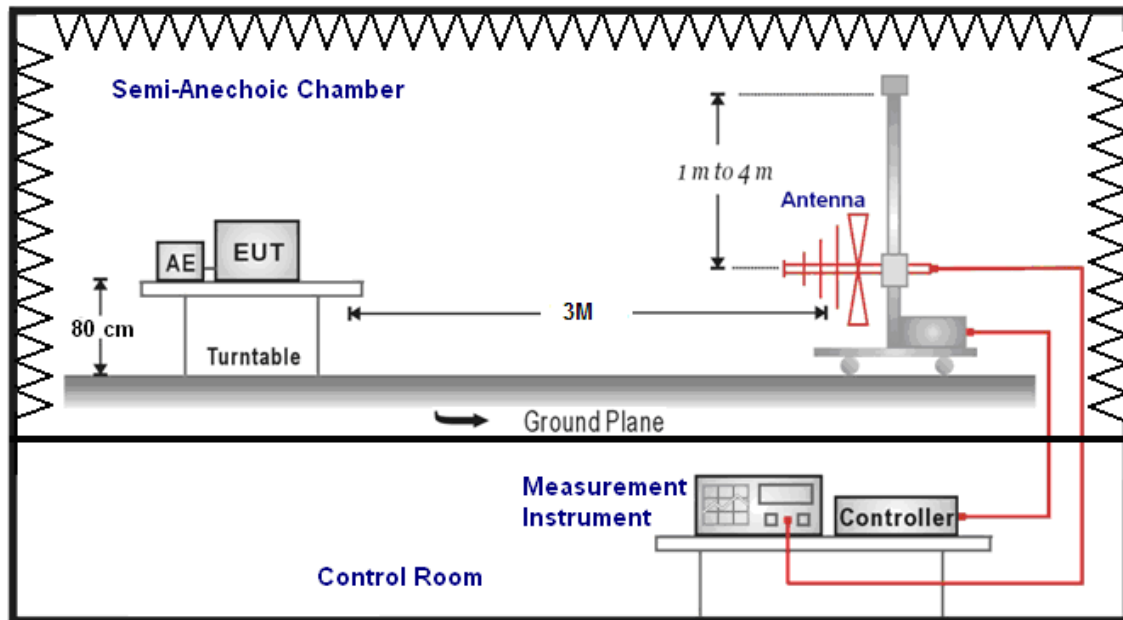 Semi-Anechoic Chamber
1 m to 4 m
Antenna
AE
EUT
80 cm
3M
Turntable
Ground Plane
Measurement
Instrument
Controller
Control Room